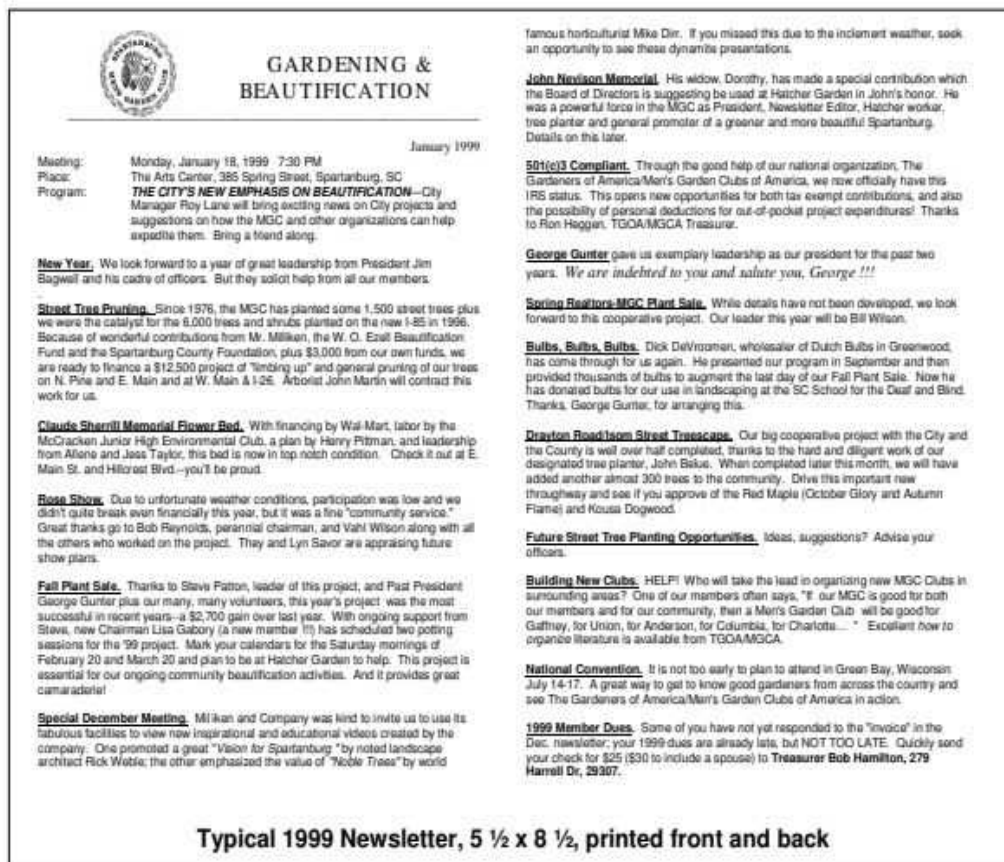 SPARTANBURG
MEN'S GARDEN CLUB
GARDENING &
BEAUTIFICATION
January 1999
Meeting: Monday, January 18, 1999 7:30 PM
Place: The Arts Center, 385 Spring Street, Spartanburg, SC
Program: THE CITY'S NEW EMPHASIS ON BEAUTIFICATION—City
Manager Roy Lane will bring exciting news on City projects and
suggestions on how the MGC and other organizations can help
expedite them. Bring a friend along.
New Year. We look forward to a year of great leadership from President Jim
Bagwell and his cadre of officers. But they solicit help from all our members.
Street Tree Pruning. Since 1976, the MGC has planted some 1,500 street trees plus
we were the catalyst for the 6,000 trees and shrubs planted on the new I-85 in 1996.
Because of wonderful contributions from Mr. Milliken, the W. O. Ezell Beautification
Fund and the Spartanburg County Foundation, plus $3,000 from our own funds, we
are ready to finance a $12,500 project of "limbing up" and general pruning of our trees
on N. Pine and E. Main and at W. Main & I-26. Arborist John Martin will contract this
work for us.
Claude Sherrill Memorial Flower Bed. With financing by Wal-Mart, labor by the
McCracken Junior High Environmental Club, a plan by Henry Pittman, and leadership
from Allene and Jess Taylor, this bed is now in top notch condition. Check it out at E.
Main St. and Hillcrest Blvd.--you'll be proud.
Rose Show. Due to unfortunate weather conditions, participation was low and we
didn't quite break even financially this year, but it was a fine "community service."
Great thanks go to Bob Reynolds, perennial chairman, and Vahl Wilson along with all
the others who worked on the project. They and Lyn Savor are appraising future
show plans.
Fall Plant Sale. Thanks to Steve Patton, leader of this project, and Past President
George Gunter plus our many, many volunteers, this year's project was the most
successful in recent years--a $2,700 gain over last year. With ongoing support from
Steve, new Chairman Lisa Gabory (a new member !!!) has scheduled two potting
sessions for the '99 project. Mark your calendars for the Saturday mornings of
February 20 and March 20 and plan to be at Hatcher Garden to help. This project is
essential for our ongoing community beautification activities. And it provides great
camaraderie!
Special December Meeting. Milliken and Company was kind to invite us to use its
fabulous facilities to view new inspirational and educational videos created by the
company. One promoted a great "Vision for Spartanburg " by noted landscape
architect Rick Weble; the other emphasized the value of "Noble Trees" by world
famous horticulturist Mike Dirr. If you missed this due to the inclement weather, seek
an opportunity to see these dynamite presentations.
John Nevison Memorial. His widow, Dorothy, has made a special contribution which
the Board of Directors is suggesting be used at Hatcher Garden in John's honor. He
was a powerful force in the MGC as President, Newsletter Editor, Hatcher worker,
tree planter and general promoter of a greener and more beautiful Spartanburg.
Details on this later.
501(c)3 Compliant. Through the good help of our national organization, The
Gardeners of America/Men's Garden Clubs of America, we now officially have this
IRS status. This opens new opportunities for both tax exempt contributions, and also
the possibility of personal deductions for out-of-pocket project expenditures! Thanks
to Ron Heggen, TGOA/MGCA Treasurer.
George Gunter gave us exemplary leadership as our president for the past two
years. We are indebted to you and salute you, George !!!
Spring Realtors-MGC Plant Sale. While details have not been developed, we look
forward to this cooperative project. Our leader this year will be Bill Wilson.
Bulbs, Bulbs, Bulbs. Dick DeVroomen, wholesaler of Dutch Bulbs in Greenwood,
has come through for us again. He presented our program in September and then
provided thousands of bulbs to augment the last day of our Fall Plant Sale. Now he
has donated bulbs for our use in landscaping at the SC School for the Deaf and Blind.
Thanks, George Gunter, for arranging this.
Drayton Road/Isom Street Treescape. Our big cooperative project with the City and
the County is well over half completed, thanks to the hard and diligent work of our
designated tree planter, John Belue. When completed later this month, we will have
added another almost 300 trees to the community. Drive this important new
throughway and see if you approve of the Red Maple (October Glory and Autumn
Flame) and Kousa Dogwood.
Future Street Tree Planting Opportunities. Ideas, suggestions? Advise your
officers.
Building New Clubs. HELP! Who will take the lead in organizing new MGC Clubs in
surrounding areas? One of our members often says, "If our MGC is good for both
our members and for our community, then a Men's Garden Club will be good for
Gaffney, for Union, for Anderson, for Columbia, for Charlotte... " Excellent how to
organize literature is available from TGOA/MGCA.
National Convention. It is not too early to plan to attend in Green Bay, Wisconsin
July 14-17. A great way to get to know good gardeners from across the country and
see The Gardeners of America/Men's Garden Clubs of America in action.
1999 Member Dues. Some of you have not yet responded to the "invoice" in the
Dec. newsletter; your 1999 dues are already late, but NOT TOO LATE. Quickly send
your check for $25 ($30 to include a spouse) to Treasurer Bob Hamilton, 279
Harrell Dr, 29307.
Typical 1999 Newsletter, 5 ½ x 8 ½, printed front and back